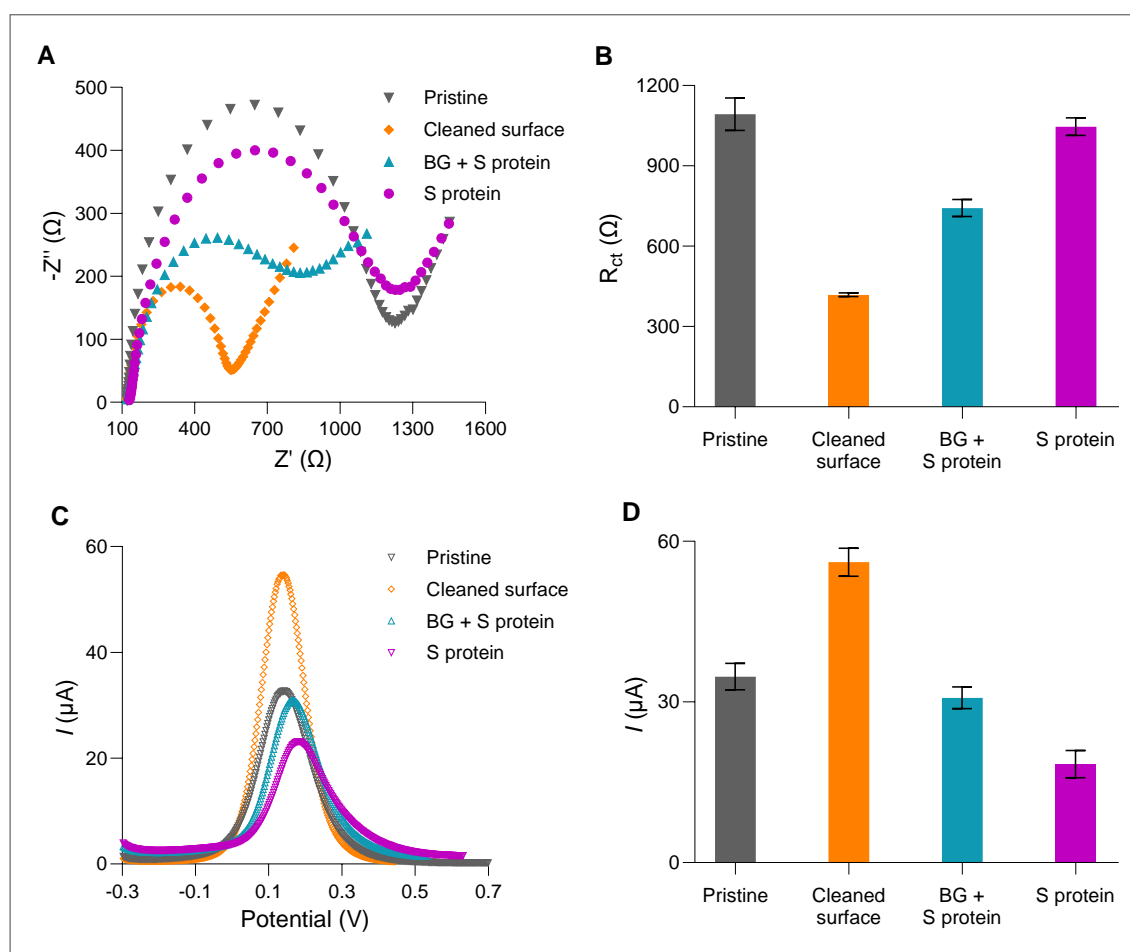 A
-Z'' (Ω)
500
400
300
200
100
0
100
400
700
1000
1300
1600
Z' (Ω)
Pristine
Cleaned surface
BG + S protein
S protein
B
R_ct (Ω)
1200
900
600
300
0
Pristine
Cleaned
surface
BG +
S protein
S protein
C
I (µA)
60
40
20
0
-0.3
-0.1
0.1
0.3
0.5
0.7
Potential (V)
Pristine
Cleaned surface
BG + S protein
S protein
D
I (µA)
60
30
0
Pristine
Cleaned
surface
BG +
S protein
S protein